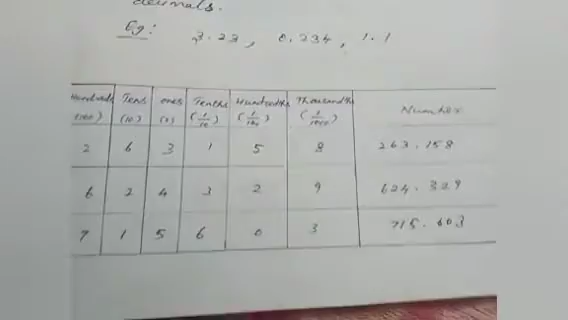 decimals.
Eg: 3.23, 0.234, 1.1
Hundreds Tens ones Tenths Hundredths Thousandths Number
(100) (10) (1) (1/10) (1/100) (1/1000)
2 6 3 1 5 8 263.158
6 2 4 3 2 9 624.329
7 1 5 6 0 3 715.603